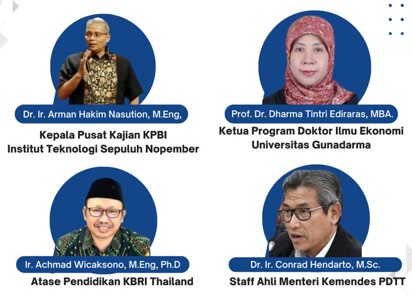 Dr. Ir. Arman Hakim Nasution, M.Eng,
Kepala Pusat Kajian KPBI
Institut Teknologi Sepuluh Nopember
Prof. Dr. Dharma Tintri Ediraras, MBA.
Ketua Program Doktor Ilmu Ekonomi
Universitas Gunadarma
Ir. Achmad Wicaksono, M.Eng, Ph.D
Atase Pendidikan KBRI Thailand
Dr. Ir. Conrad Hendarto, M.Sc.
Staff Ahli Menteri Kemendes PDTT